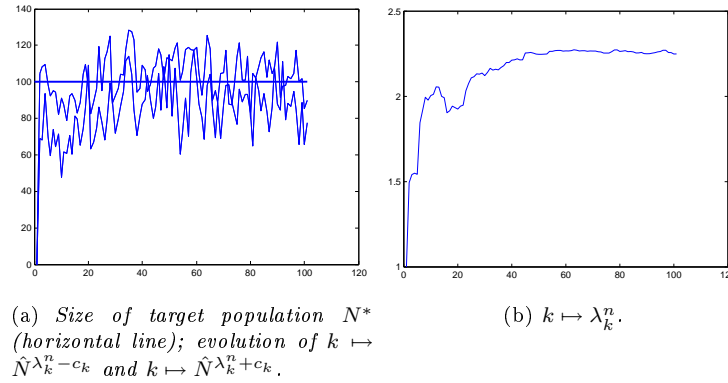 140
120
100
80
60
40
20
0
0 20 40 60 80 100 120
2.5
2
1.5
1
0 20 40 60 80 100 120
(a) Size of target population N*
(horizontal line); evolution of k ↦
N̂^{λ_k^n − c_k} and k ↦ N̂^{λ_k^n + c_k}.
(b) k ↦ λ_k^n.